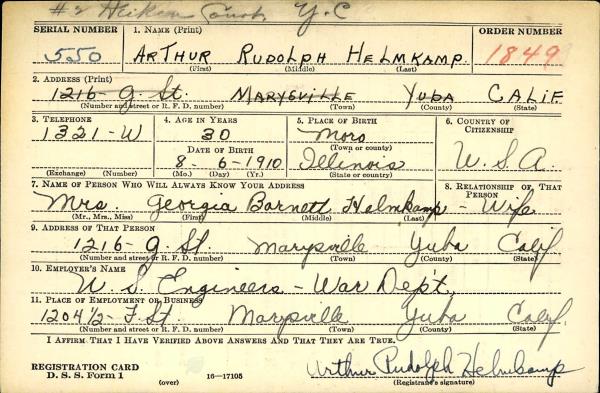 #2 Y.C
SERIAL NUMBER 1. NAME (Print) ORDER NUMBER
550 ARTHUR RUDOLPH HELMKAMP. 1849
(First) (Middle) (Last)
2. ADDRESS (Print)
1216- G. St. MARYSVILLE YUBA CALIF.
(Number and street or R. F. D. number) (Town) (County) (State)
3. TELEPHONE 4. AGE IN YEARS 5. PLACE OF BIRTH 6. COUNTRY OF CITIZENSHIP
1321-W 30 Moro
DATE OF BIRTH (Town or county)
8- 6-1910 Illinois U.S.A.
(Exchange) (Number) (Mo.) (Day) (Yr.) (State or country)
7. NAME OF PERSON WHO WILL ALWAYS KNOW YOUR ADDRESS 8. RELATIONSHIP OF THAT PERSON
Mrs. Georgia Barnett Helmkamp - Wife
(Mr., Mrs., Miss) (First) (Middle) (Last)
9. ADDRESS OF THAT PERSON
1216- G St. Marysville Yuba Calif
(Number and street or R. F. D. number) (Town) (County) (State)
10. EMPLOYER'S NAME
U. S. Engineers - War Dept.
11. PLACE OF EMPLOYMENT OR BUSINESS
1204 1/2 - F. St. Marysville Yuba Calif
(Number and street or R. F. D. number) (Town) (County) (State)
I AFFIRM THAT I HAVE VERIFIED ABOVE ANSWERS AND THAT THEY ARE TRUE.
REGISTRATION CARD Arthur Rudolph Helmkamp
D. S. S. Form 1 (over) 16—17105 (Registrant's signature)